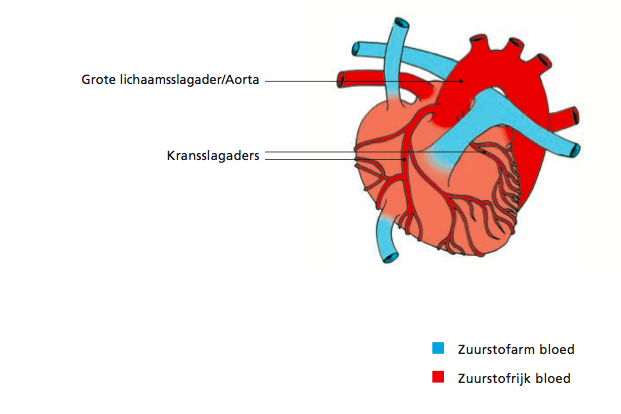 Grote lichaamsslagader/Aorta
Kransslagaders
Zuurstofarm bloed
Zuurstofrijk bloed